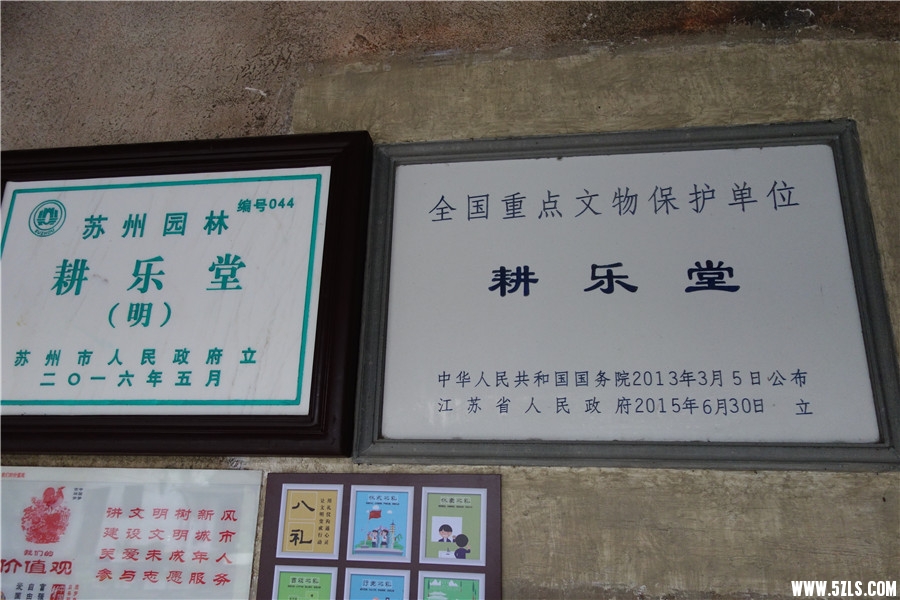 编号044
苏州园林
耕乐堂
(明)
苏州市人民政府立
二〇一六年五月
全国重点文物保护单位
耕乐堂
中华人民共和国国务院2013年3月5日公布
江苏省人民政府2015年6月30日 立
我们的
价值观
讲文明树新风
建设文明城市
关爱未成年人
参与志愿服务
八礼
WWW.5ZLS.COM